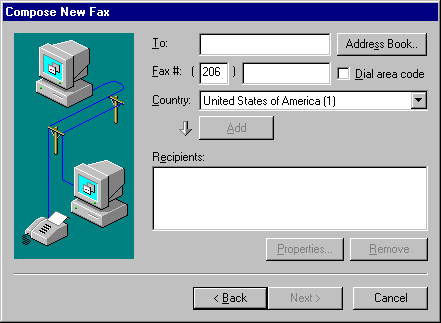 Compose New Fax
To:
Address Book..
Fax #: ( 206 )
Dial area code
Country: United States of America (1)
Add
Recipients:
Properties...
Remove
< Back
Next >
Cancel